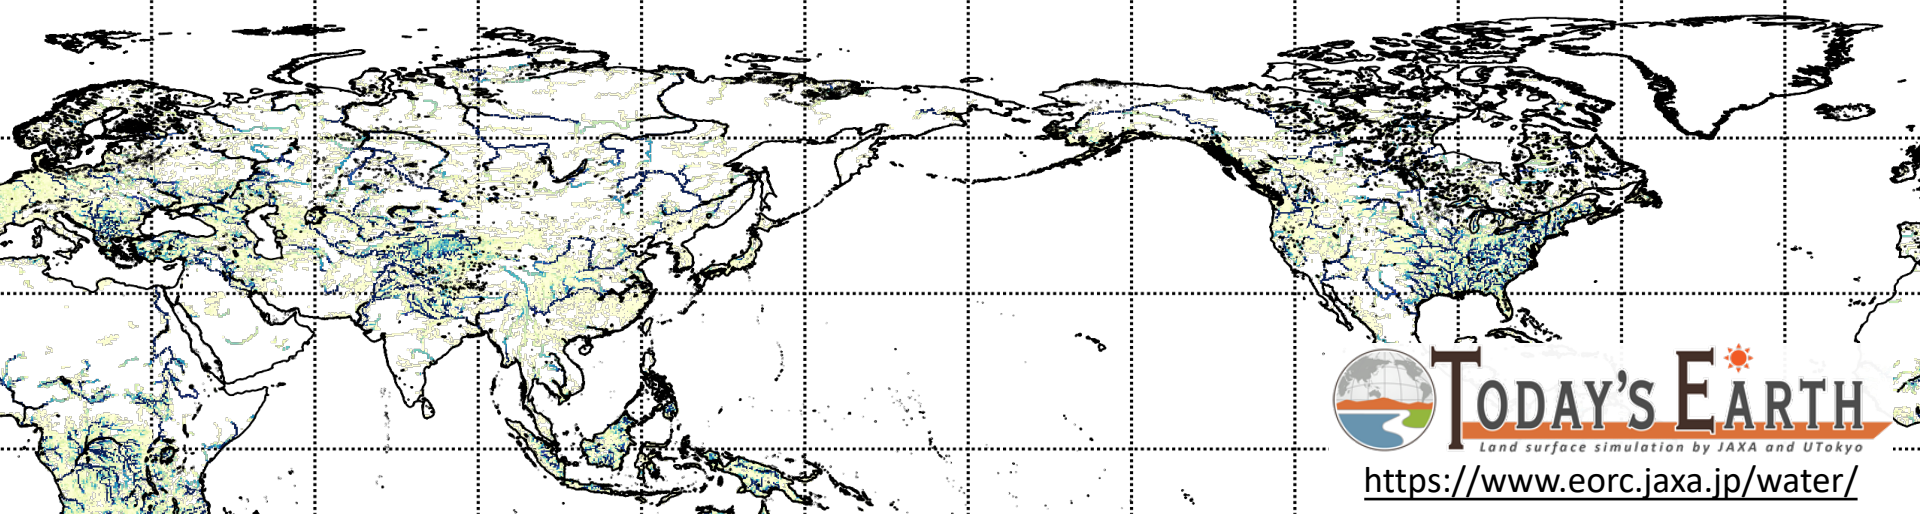 TODAY'S EARTH
Land surface simulation by JAXA and UTokyo
https://www.eorc.jaxa.jp/water/